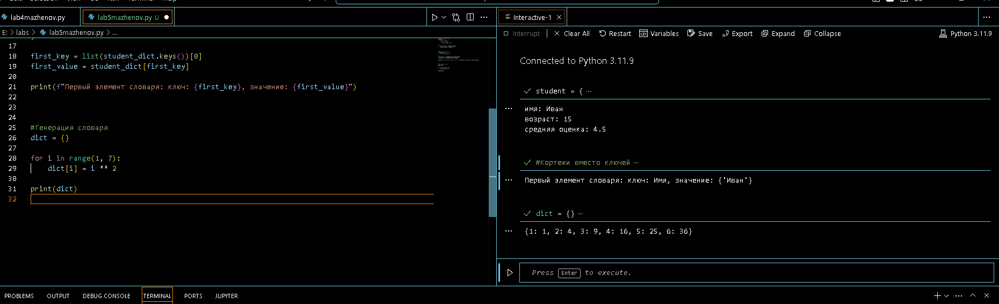 lab4mazhenov.py
lab5mazhenov.py U
Interactive-1
E: > labs > lab5mazhenov.py > ...
Interrupt | Clear All Restart Variables Save Export Expand Collapse Python 3.11.9
17
18 first_key = list(student_dict.keys())[0]
19 first_value = student_dict[first_key]
20
21 print(f"Первый элемент словаря: ключ: {first_key}, значение: {first_value}")
22
23
24
25 #Генерация словаря
26 dict = {}
27
28 for i in range(1, 7):
29 dict[i] = i ** 2
30
31 print(dict)
32
Connected to Python 3.11.9
student = { ...
имя: Иван
возраст: 15
средняя оценка: 4.5
#Кортежи вместо ключей ...
Первый элемент словаря: ключ: Имя, значение: {'Иван'}
dict = {} ...
{1: 1, 2: 4, 3: 9, 4: 16, 5: 25, 6: 36}
Press Enter to execute.
PROBLEMS OUTPUT DEBUG CONSOLE TERMINAL PORTS JUPYTER